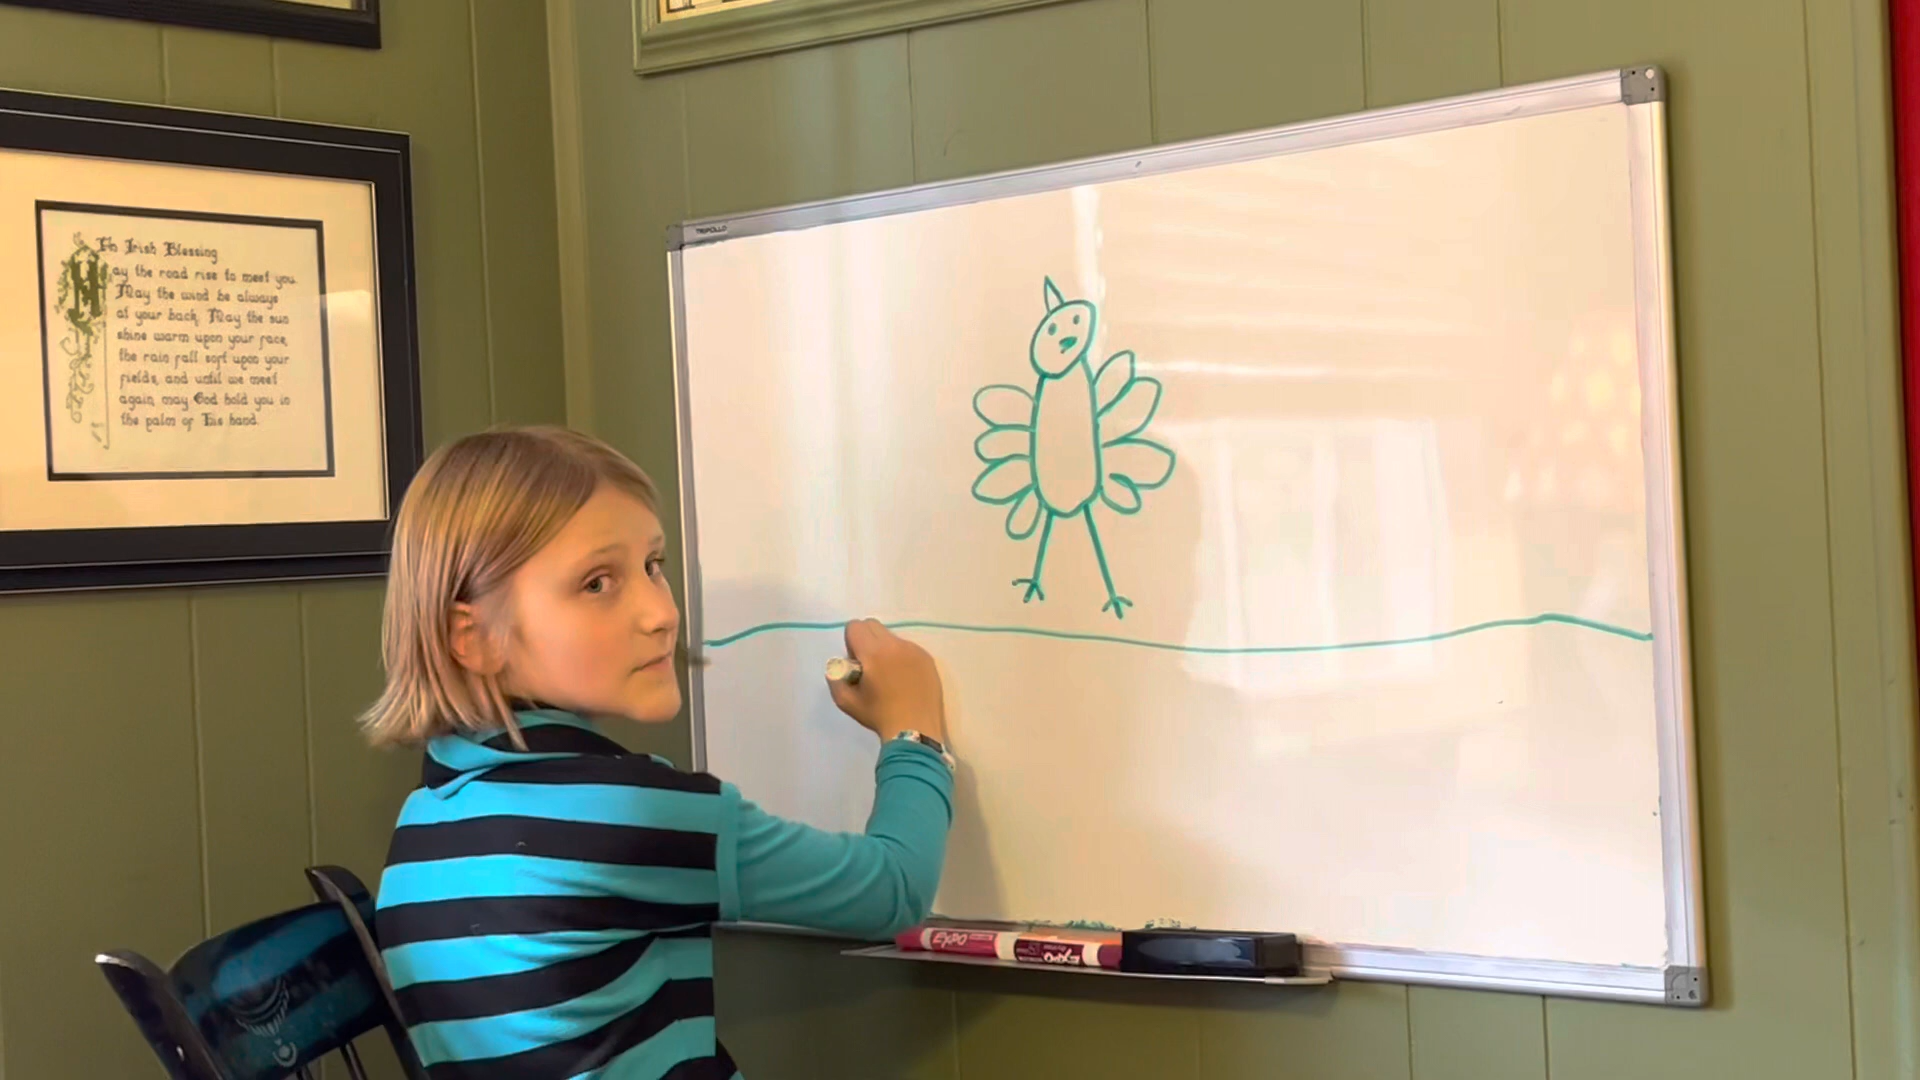 An Irish Blessing
May the road rise to meet you.
May the wind be always
at your back. May the sun
shine warm upon your face,
the rain fall soft upon your
fields, and until we meet
again, may God hold you in
the palm of His hand.
TRIPOLLO
EXPO
EXPO